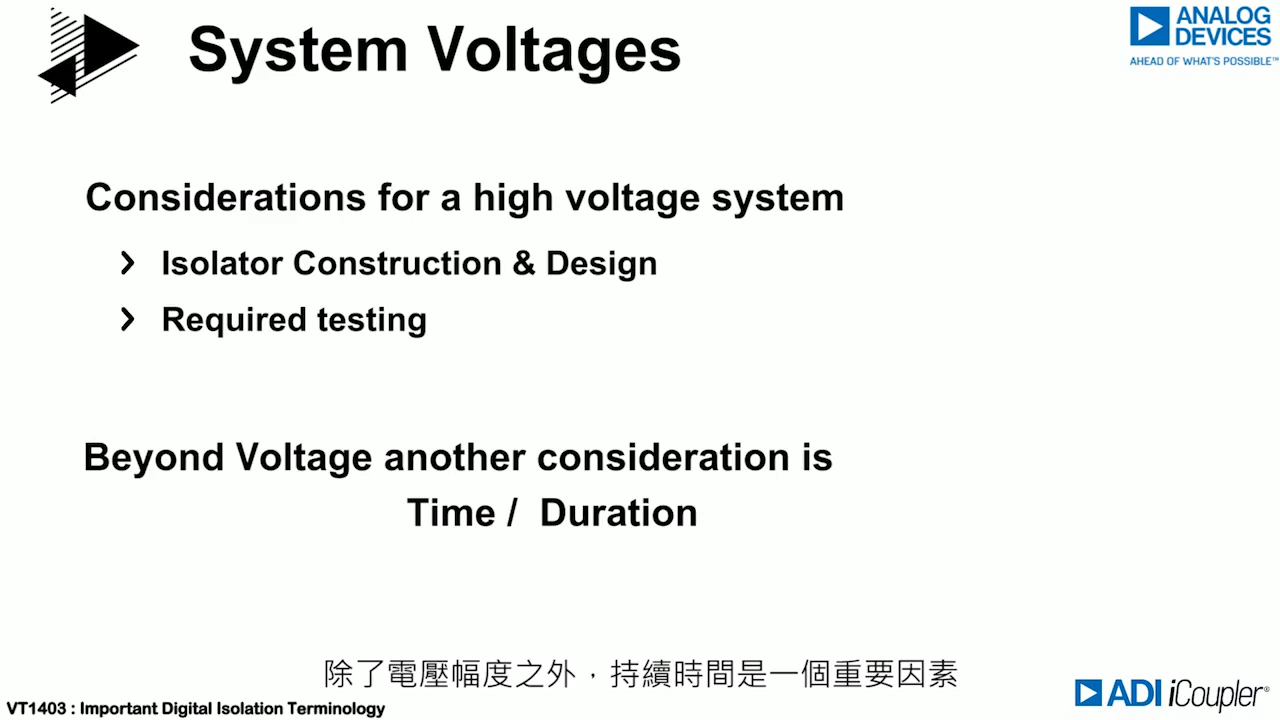 System Voltages
ANALOG
DEVICES
AHEAD OF WHAT'S POSSIBLE™
Considerations for a high voltage system
Isolator Construction & Design
Required testing
Beyond Voltage another consideration is
Time / Duration
除了電壓幅度之外，持續時間是一個重要因素
VT1403 : Important Digital Isolation Terminology
ADI iCoupler®